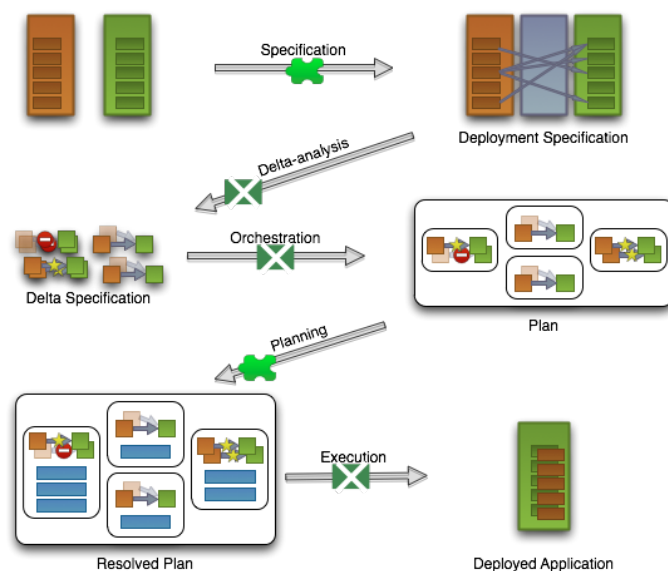 Specification
Deployment Specification
Delta-analysis
Orchestration
Delta Specification
Plan
Planning
Execution
Resolved Plan
Deployed Application